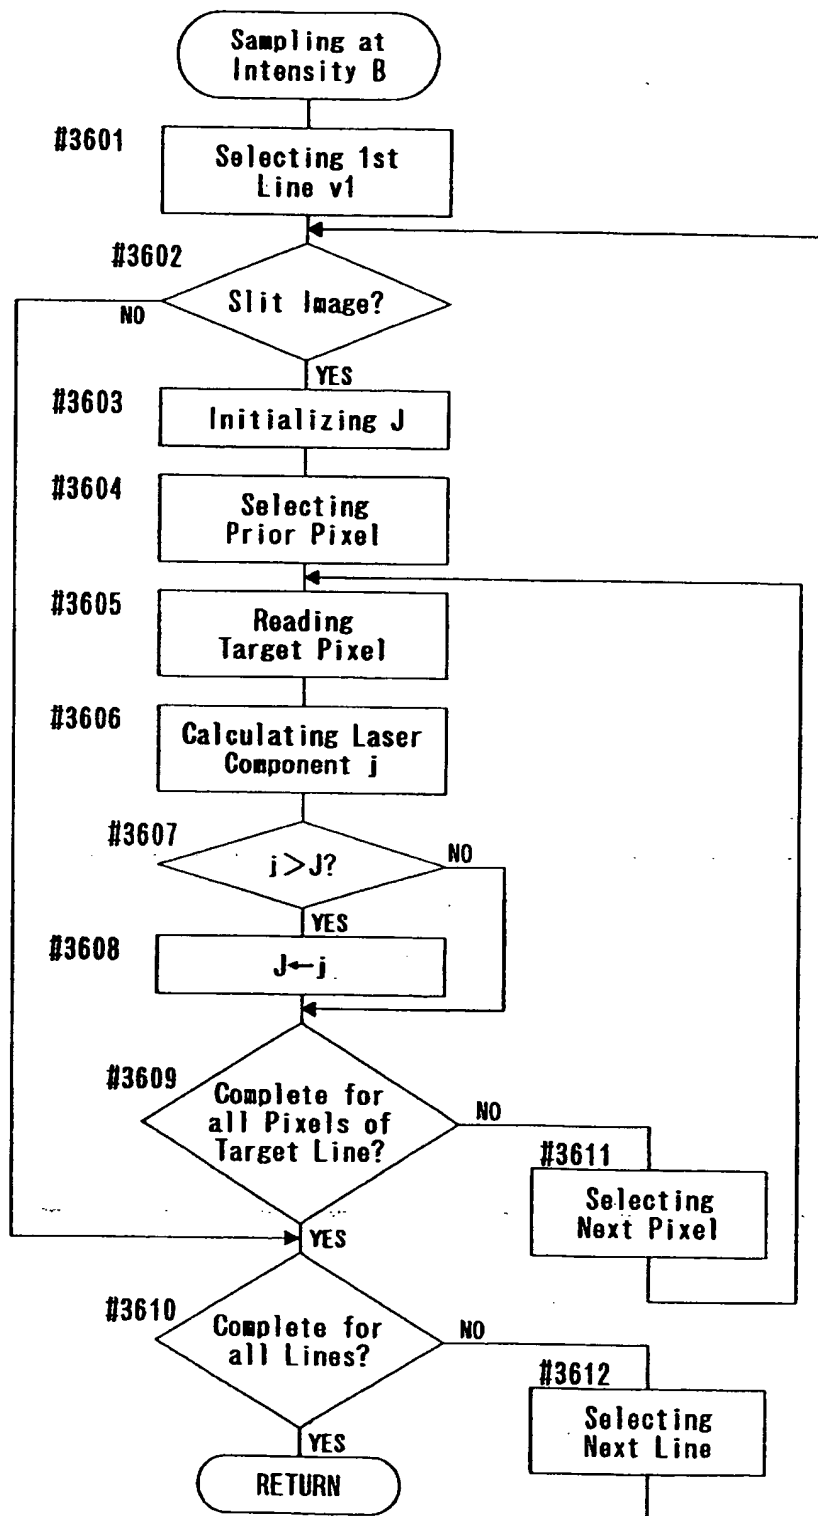 Sampling at
Intensity B
#3601
Selecting 1st
Line v1
#3602
Slit Image?
NO
YES
#3603
Initializing J
#3604
Selecting
Prior Pixel
#3605
Reading
Target Pixel
#3606
Calculating Laser
Component j
#3607
j>J?
NO
YES
#3608
J←j
#3609
Complete for
all Pixels of
Target Line?
NO
#3611
Selecting
Next Pixel
YES
#3610
Complete for
all Lines?
NO
#3612
Selecting
Next Line
YES
RETURN